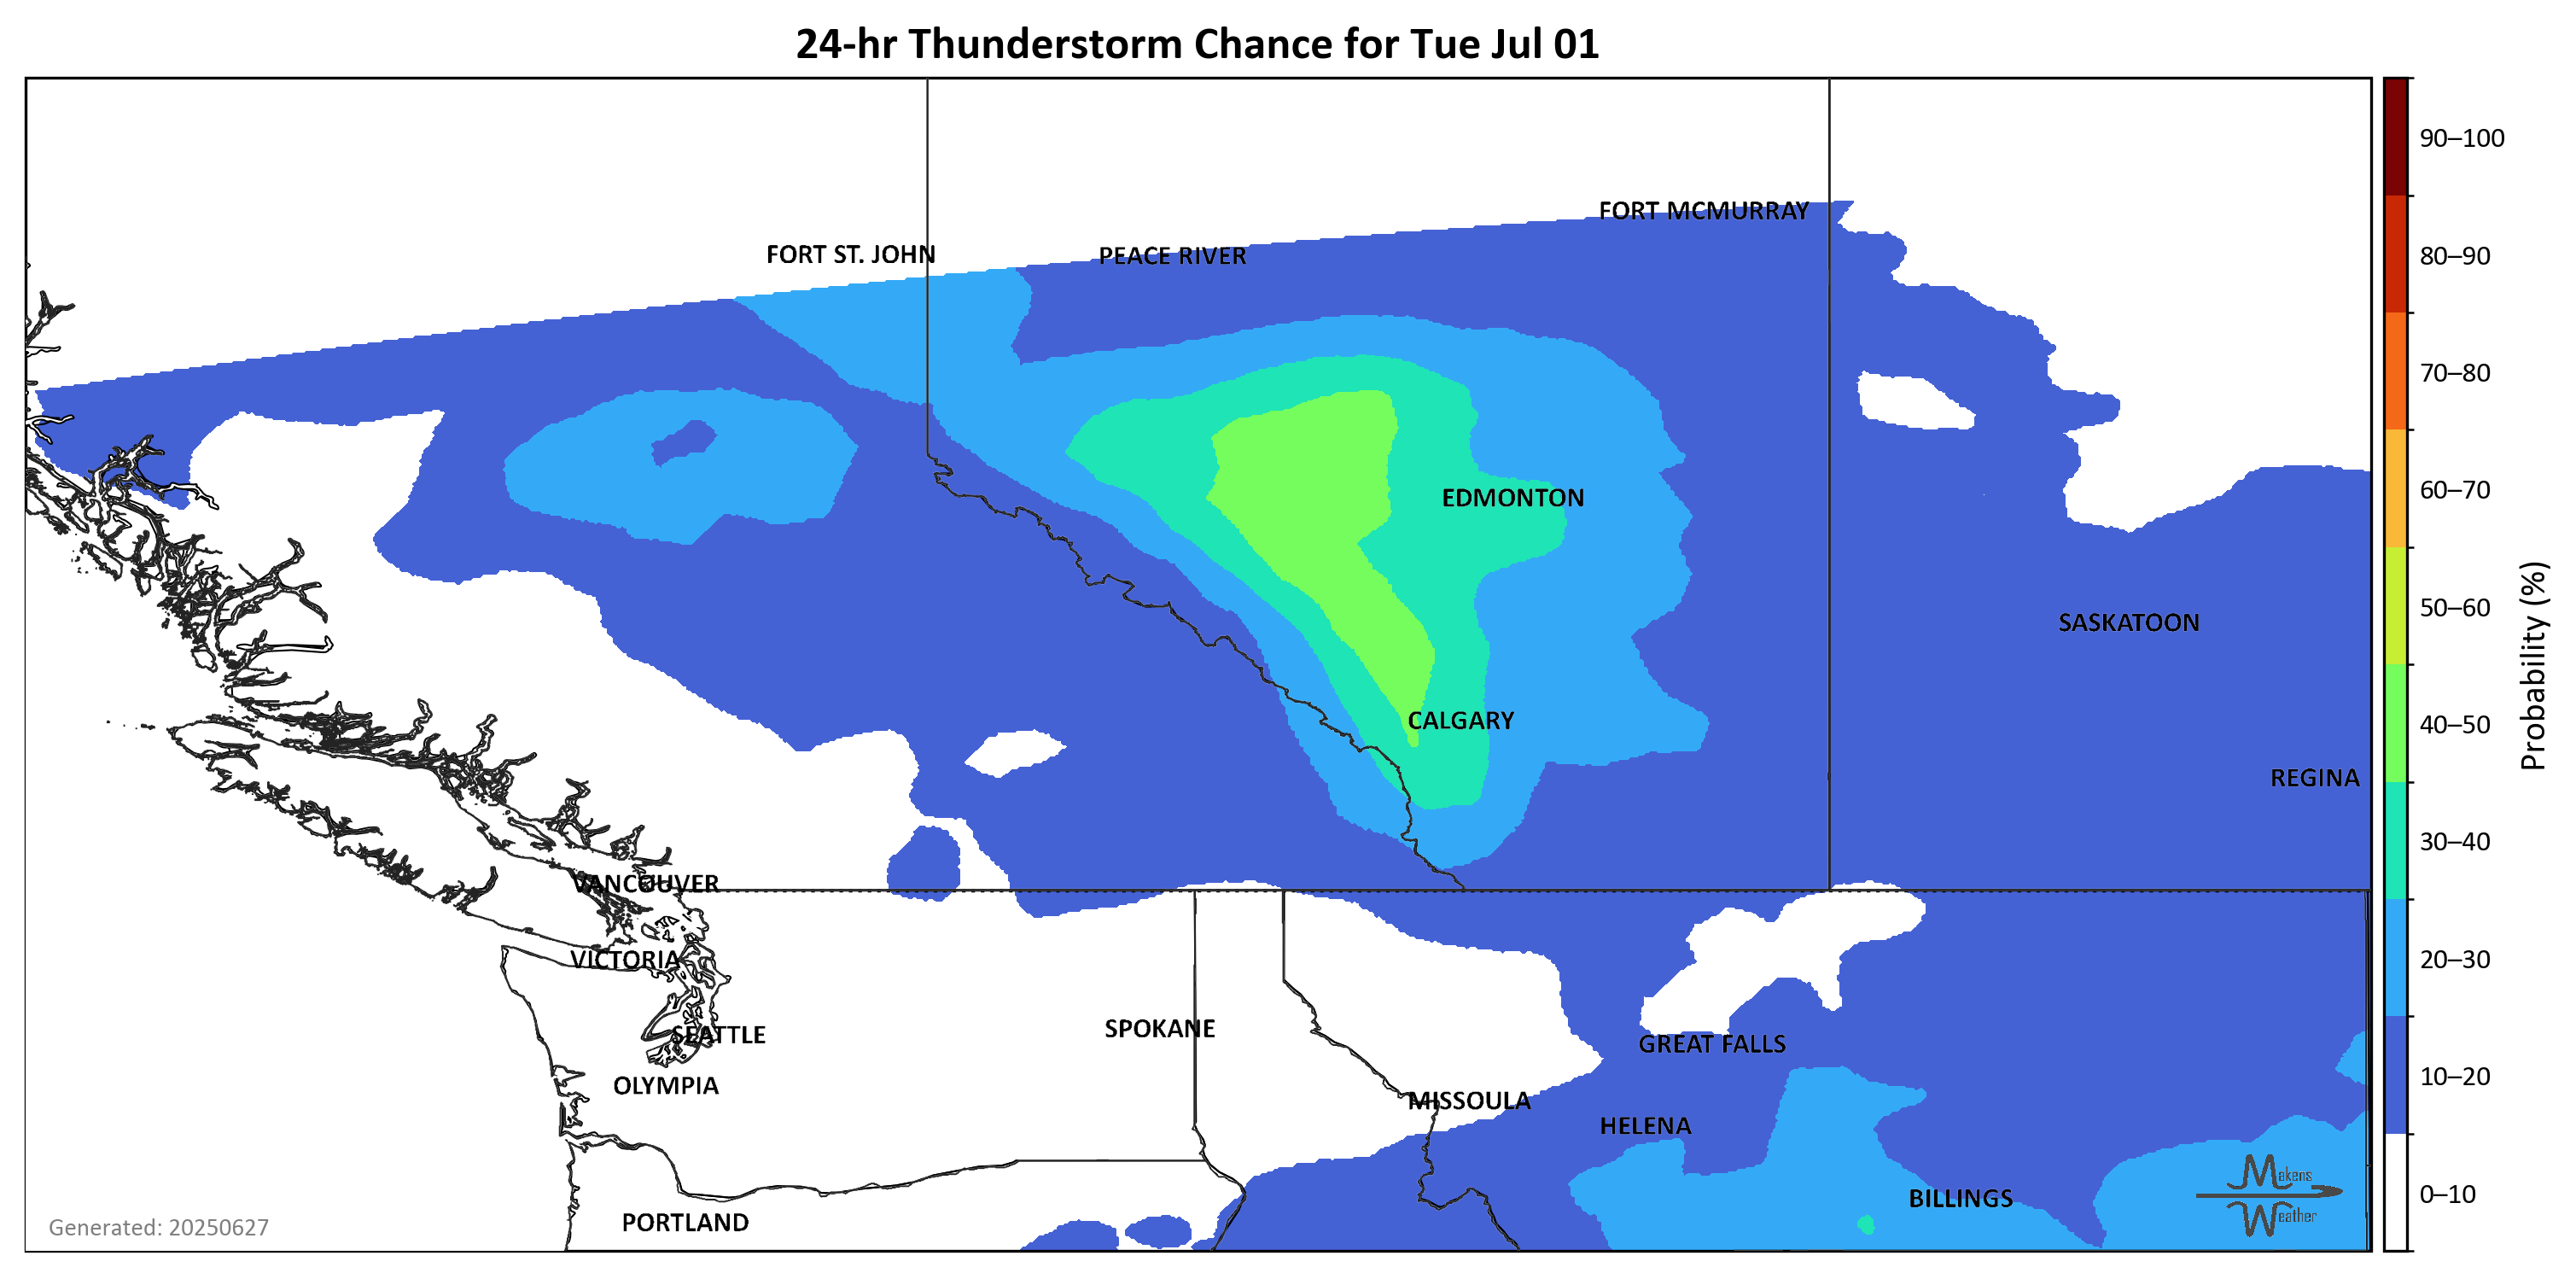 24-hr Thunderstorm Chance for Tue Jul 01
90–100
FORT MCMURRAY
FORT ST. JOHN
PEACE RIVER
80–90
70–80
60–70
EDMONTON
50–60
SASKATOON
Probability (%)
CALGARY
40–50
REGINA
30–40
VANCOUVER
VICTORIA
20–30
SPOKANE
SEATTLE
GREAT FALLS
OLYMPIA
10–20
MISSOULA
HELENA
Makens
Weather
BILLINGS
0–10
PORTLAND
Generated: 20250627